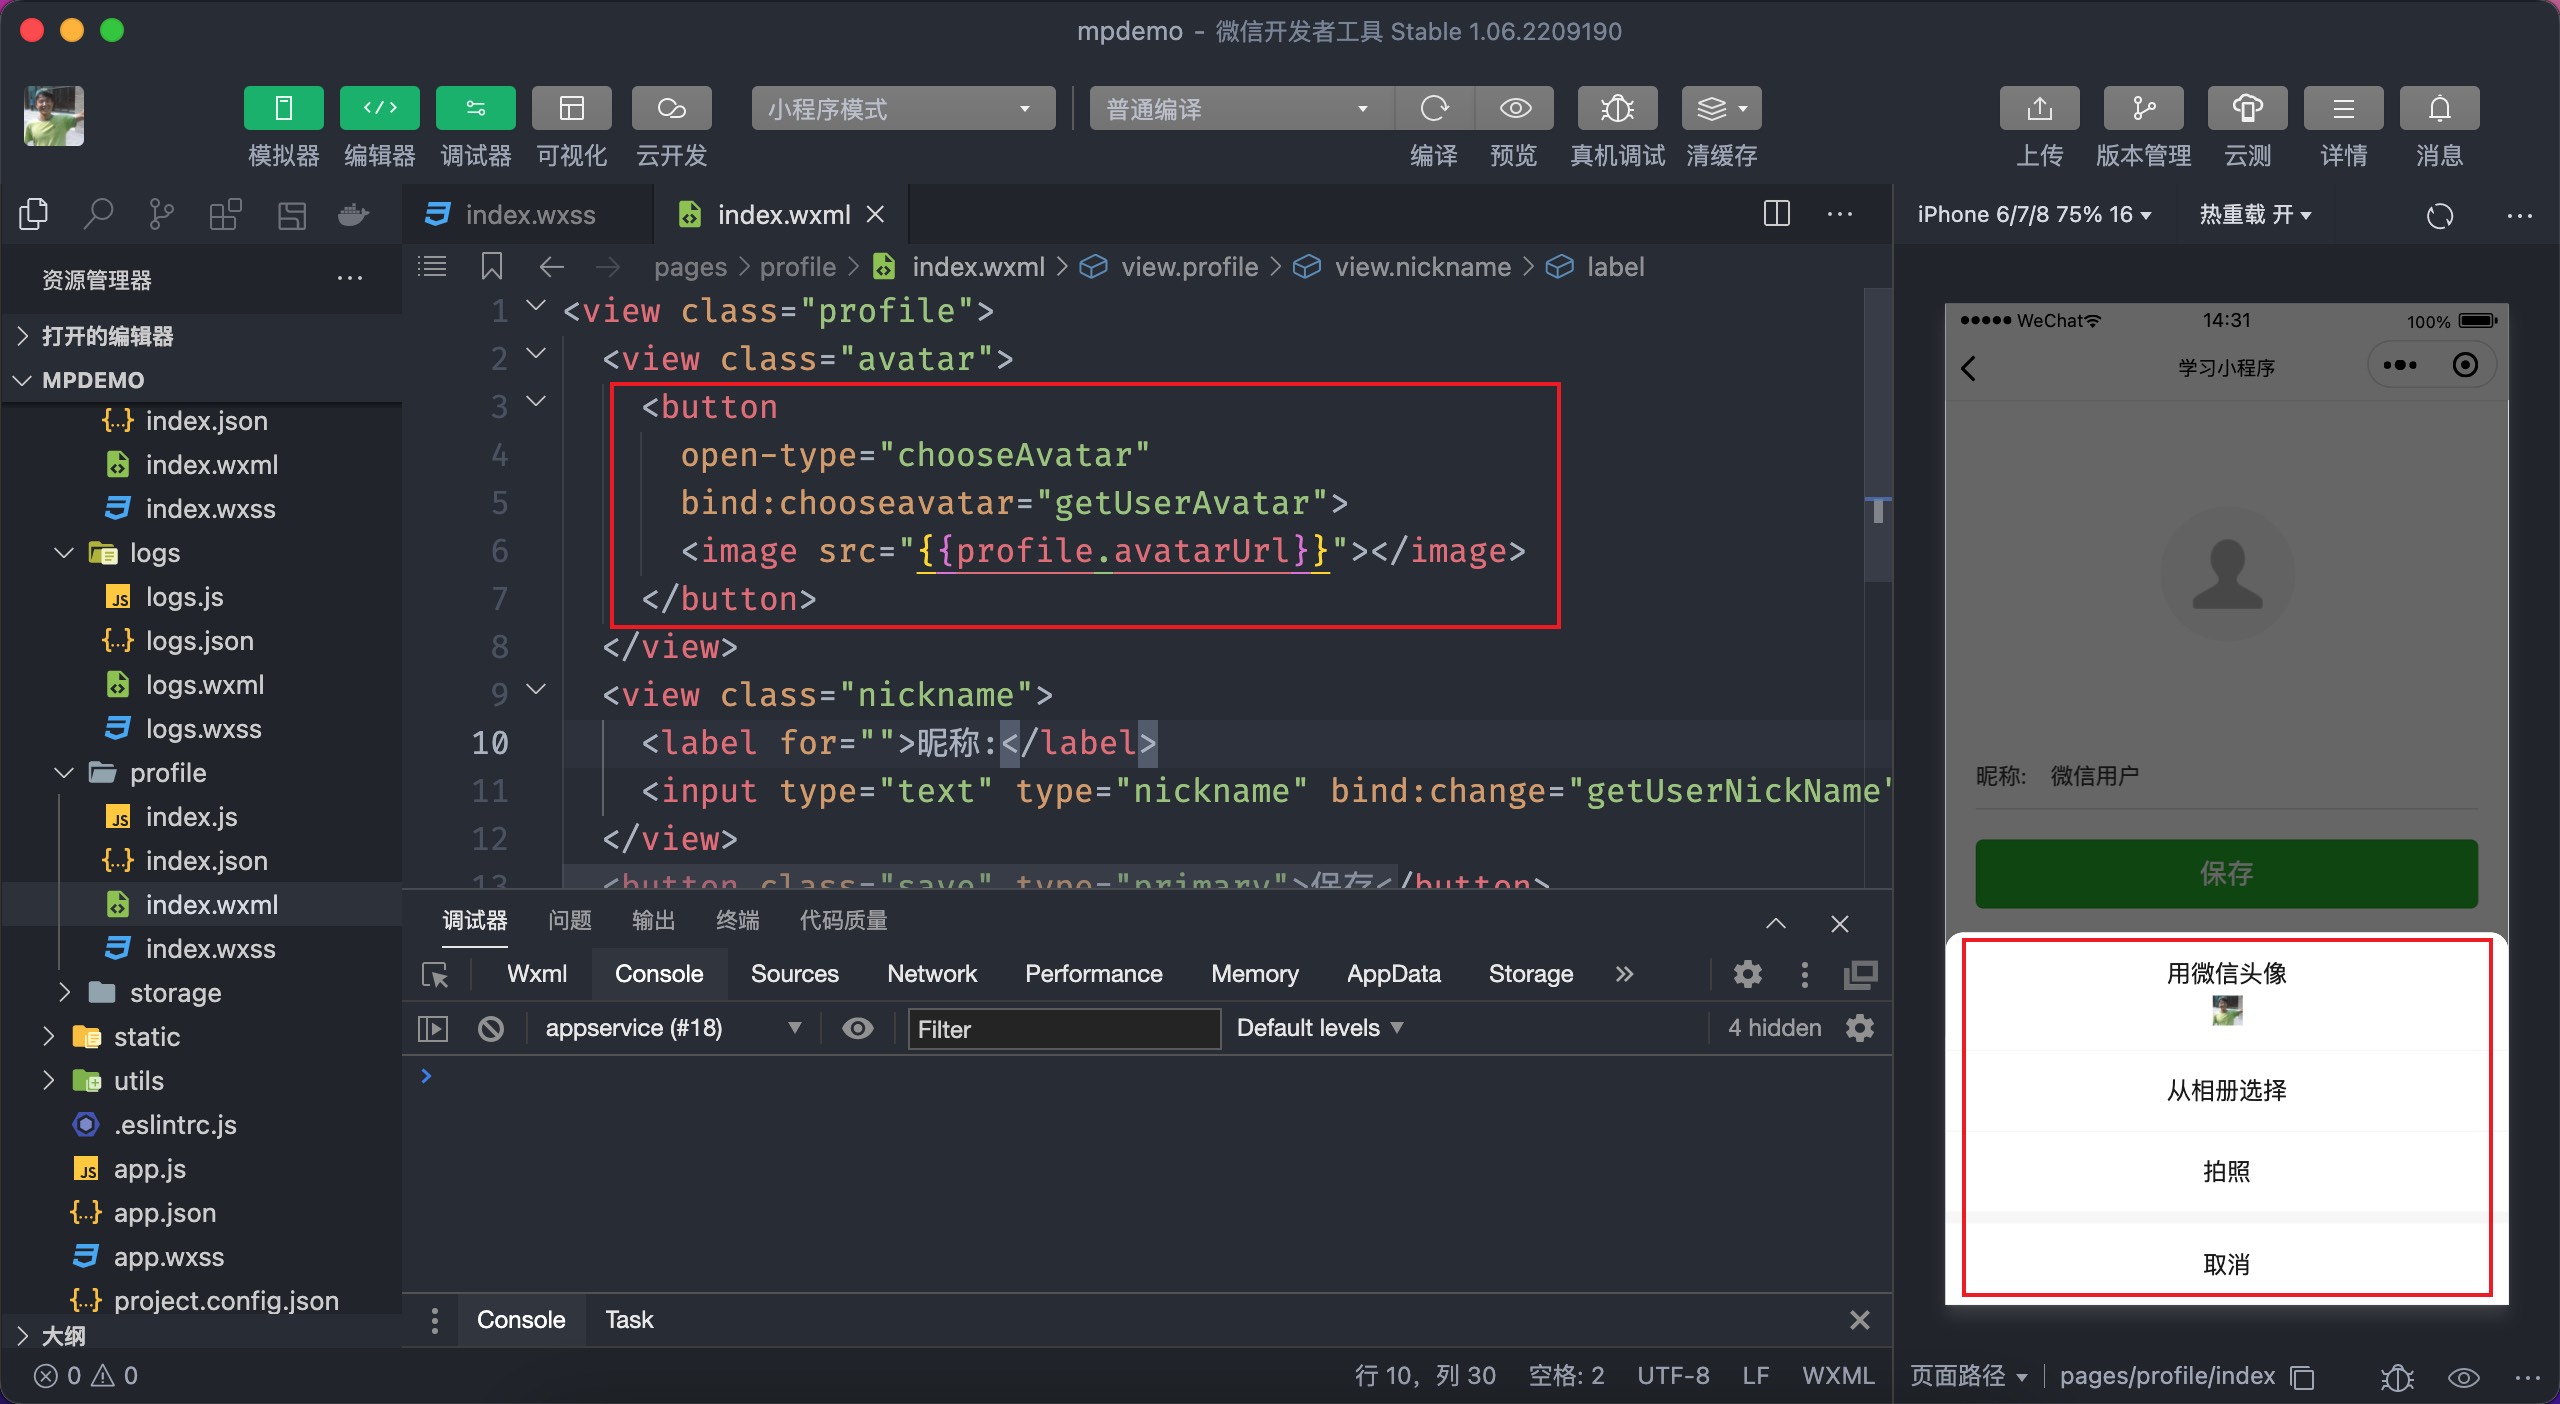 mpdemo – 微信开发者工具 Stable 1.06.2209190
模拟器 编辑器 调试器 可视化 云开发
小程序模式
普通编译
编译 预览 真机调试 清缓存
上传 版本管理 云测 详情 消息
资源管理器
打开的编辑器
MPDEMO
index.json
index.wxml
index.wxss
logs
logs.js
logs.json
logs.wxml
logs.wxss
profile
index.js
index.json
index.wxml
index.wxss
storage
static
utils
.eslintrc.js
app.js
app.json
app.wxss
project.config.json
大纲
0 0
index.wxss index.wxml
pages > profile > index.wxml > view.profile > view.nickname > label
1 <view class="profile">
2 <view class="avatar">
3 <button
4 open-type="chooseAvatar"
5 bind:chooseavatar="getUserAvatar">
6 <image src="{{profile.avatarUrl}}"></image>
7 </button>
8 </view>
9 <view class="nickname">
10 <label for="">昵称:</label>
11 <input type="text" type="nickname" bind:change="getUserNickName"
12 </view>
13 <button class="save" type="primary">保存</button>
调试器 问题 输出 终端 代码质量
Wxml Console Sources Network Performance Memory AppData Storage »
appservice (#18) Filter Default levels 4 hidden
Console Task
行 10，列 30 空格: 2 UTF-8 LF WXML
iPhone 6/7/8 75% 16 热重载 开
WeChat 14:31 100%
学习小程序
昵称: 微信用户
保存
用微信头像
从相册选择
拍照
取消
页面路径 pages/profile/index